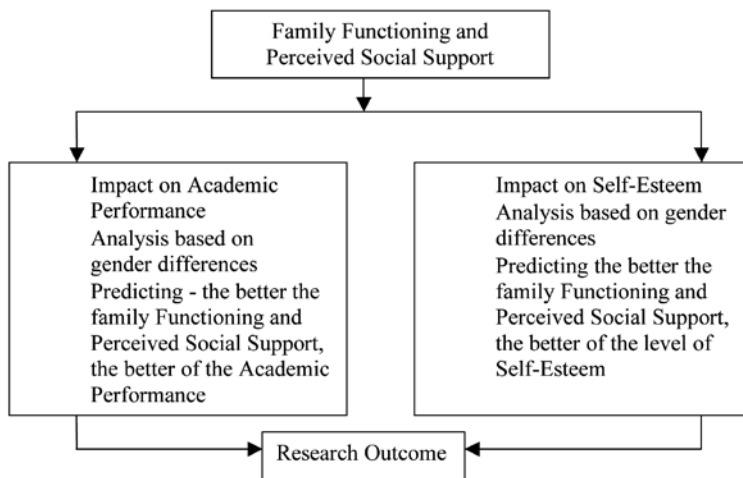 Family Functioning and
Perceived Social Support
Impact on Academic
Performance
Analysis based on
gender differences
Predicting - the better the
family Functioning and
Perceived Social Support,
the better of the Academic
Performance
Impact on Self-Esteem
Analysis based on gender
differences
Predicting the better the
family Functioning and
Perceived Social Support,
the better of the level of
Self-Esteem
Research Outcome